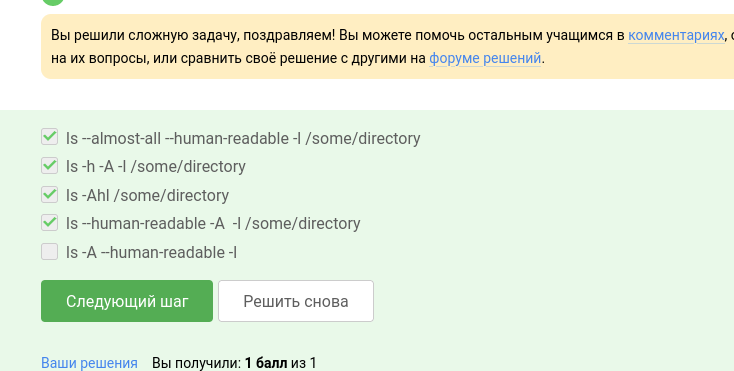 Вы решили сложную задачу, поздравляем! Вы можете помочь остальным учащимся в комментариях,
на их вопросы, или сравнить своё решение с другими на форуме решений.
ls --almost-all --human-readable -l /some/directory
ls -h -A -l /some/directory
ls -Ahl /some/directory
ls --human-readable -A  -l /some/directory
ls -A --human-readable -l
Следующий шаг
Решить снова
Ваши решения Вы получили: 1 балл из 1